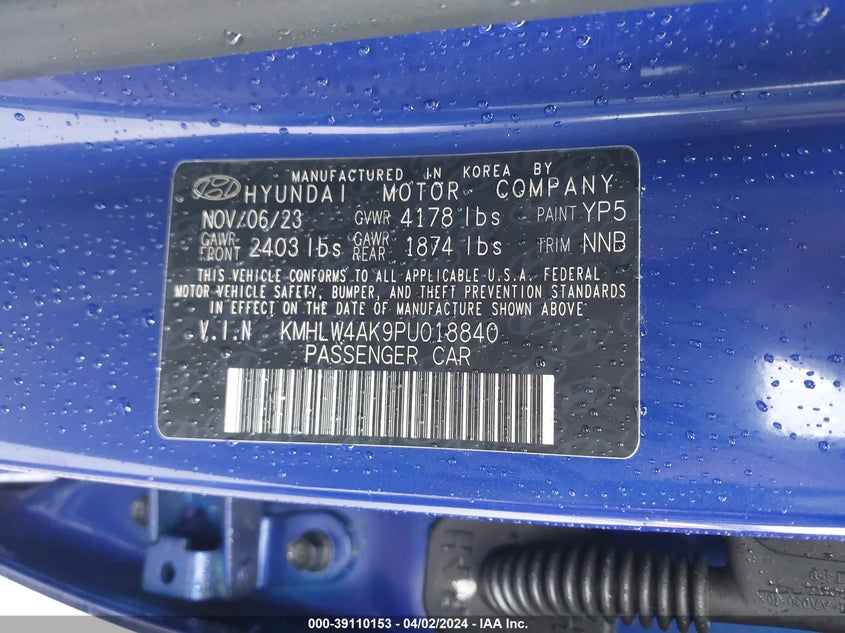 MANUFACTURED IN KOREA BY
HYUNDAI MOTOR COMPANY
NOV/06/23 GVWR 4178 lbs PAINT YP5
GAWR FRONT 2403 lbs GAWR REAR 1874 lbs TRIM NNB
THIS VEHICLE CONFORMS TO ALL APPLICABLE U.S.A. FEDERAL
MOTOR VEHICLE SAFETY, BUMPER, AND THEFT PREVENTION STANDARDS
IN EFFECT ON THE DATE OF MANUFACTURE SHOWN ABOVE
V.I.N KMHLW4AK9PU018840
PASSENGER CAR
000-39110153 - 04/02/2024 - IAA Inc.